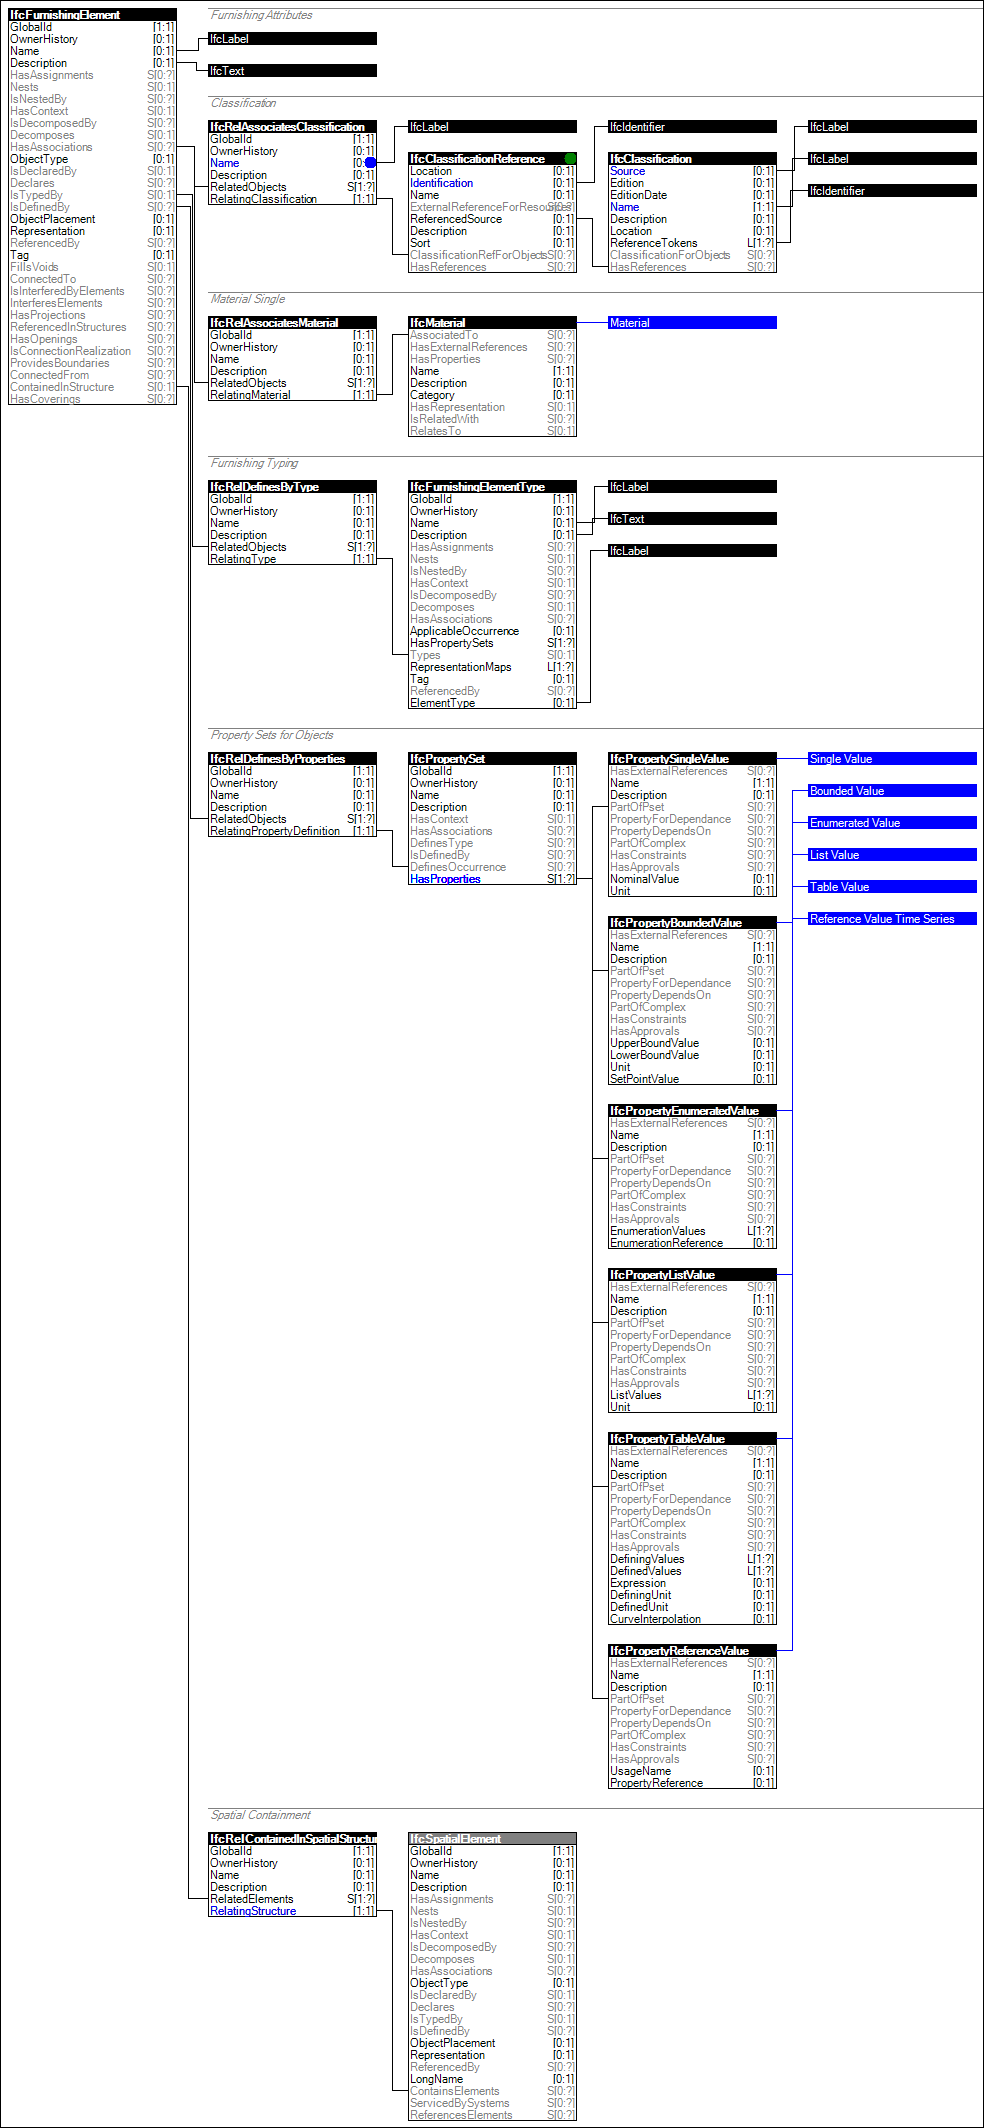 IfcFurnishingElement
GlobalId [1:1]
OwnerHistory [0:1]
Name [0:1]
Description [0:1]
HasAssignments S[0:?]
Nests S[0:1]
IsNestedBy S[0:?]
HasContext S[0:1]
IsDecomposedBy S[0:?]
Decomposes S[0:1]
HasAssociations S[0:?]
ObjectType [0:1]
IsDeclaredBy S[0:1]
Declares S[0:?]
IsTypedBy S[0:1]
IsDefinedBy S[0:?]
ObjectPlacement [0:1]
Representation [0:1]
ReferencedBy S[0:?]
Tag [0:1]
FillsVoids S[0:1]
ConnectedTo S[0:?]
IsInterferedByElements S[0:?]
InterferesElements S[0:?]
HasProjections S[0:?]
ReferencedInStructures S[0:?]
HasOpenings S[0:?]
IsConnectionRealization S[0:?]
ProvidesBoundaries S[0:?]
ConnectedFrom S[0:?]
ContainedInStructure S[0:1]
HasCoverings S[0:?]
Furnishing Attributes
IfcLabel
IfcText
Classification
IfcRelAssociatesClassification
GlobalId [1:1]
OwnerHistory [0:1]
Name
Description [0:1]
RelatedObjects S[1:?]
RelatingClassification [1:1]
IfcLabel
IfcClassificationReference
Location [0:1]
Identification [0:1]
Name [0:1]
ExternalReferenceForResources S[0:?]
ReferencedSource [0:1]
Description [0:1]
Sort [0:1]
ClassificationRefForObjects S[0:?]
HasReferences S[0:?]
IfcIdentifier
IfcClassification
Source [0:1]
Edition [0:1]
EditionDate [0:1]
Name [1:1]
Description [0:1]
Location [0:1]
ReferenceTokens L[1:?]
ClassificationForObjects S[0:?]
HasReferences S[0:?]
IfcLabel
IfcLabel
IfcIdentifier
Material Single
IfcRelAssociatesMaterial
GlobalId [1:1]
OwnerHistory [0:1]
Name [0:1]
Description [0:1]
RelatedObjects S[1:?]
RelatingMaterial [1:1]
IfcMaterial
AssociatedTo S[0:?]
HasExternalReferences S[0:?]
HasProperties S[0:?]
Name [1:1]
Description [0:1]
Category [0:1]
HasRepresentation S[0:1]
IsRelatedWith S[0:?]
RelatesTo S[0:1]
Material
Furnishing Typing
IfcRelDefinesByType
GlobalId [1:1]
OwnerHistory [0:1]
Name [0:1]
Description [0:1]
RelatedObjects S[1:?]
RelatingType [1:1]
IfcFurnishingElementType
GlobalId [1:1]
OwnerHistory [0:1]
Name [0:1]
Description [0:1]
HasAssignments S[0:?]
Nests S[0:1]
IsNestedBy S[0:?]
HasContext S[0:1]
IsDecomposedBy S[0:?]
Decomposes S[0:1]
HasAssociations S[0:?]
ApplicableOccurrence [0:1]
HasPropertySets S[1:?]
Types S[0:1]
RepresentationMaps L[1:?]
Tag [0:1]
ReferencedBy S[0:?]
ElementType [0:1]
IfcLabel
IfcText
IfcLabel
Property Sets for Objects
IfcRelDefinesByProperties
GlobalId [1:1]
OwnerHistory [0:1]
Name [0:1]
Description [0:1]
RelatedObjects S[1:?]
RelatingPropertyDefinition [1:1]
IfcPropertySet
GlobalId [1:1]
OwnerHistory [0:1]
Name [0:1]
Description [0:1]
HasContext S[0:1]
HasAssociations S[0:?]
DefinesType S[0:?]
IsDefinedBy S[0:?]
DefinesOccurrence S[0:?]
HasProperties S[1:?]
IfcPropertySingleValue
HasExternalReferences S[0:?]
Name [1:1]
Description [0:1]
PartOfPset S[0:?]
PropertyForDependance S[0:?]
PropertyDependsOn S[0:?]
PartOfComplex S[0:?]
HasConstraints S[0:?]
HasApprovals S[0:?]
NominalValue [0:1]
Unit [0:1]
Single Value
Bounded Value
Enumerated Value
List Value
Table Value
Reference Value Time Series
IfcPropertyBoundedValue
HasExternalReferences S[0:?]
Name [1:1]
Description [0:1]
PartOfPset S[0:?]
PropertyForDependance S[0:?]
PropertyDependsOn S[0:?]
PartOfComplex S[0:?]
HasConstraints S[0:?]
HasApprovals S[0:?]
UpperBoundValue [0:1]
LowerBoundValue [0:1]
Unit [0:1]
SetPointValue [0:1]
IfcPropertyEnumeratedValue
HasExternalReferences S[0:?]
Name [1:1]
Description [0:1]
PartOfPset S[0:?]
PropertyForDependance S[0:?]
PropertyDependsOn S[0:?]
PartOfComplex S[0:?]
HasConstraints S[0:?]
HasApprovals S[0:?]
EnumerationValues L[1:?]
EnumerationReference [0:1]
IfcPropertyListValue
HasExternalReferences S[0:?]
Name [1:1]
Description [0:1]
PartOfPset S[0:?]
PropertyForDependance S[0:?]
PropertyDependsOn S[0:?]
PartOfComplex S[0:?]
HasConstraints S[0:?]
HasApprovals S[0:?]
ListValues L[1:?]
Unit [0:1]
IfcPropertyTableValue
HasExternalReferences S[0:?]
Name [1:1]
Description [0:1]
PartOfPset S[0:?]
PropertyForDependance S[0:?]
PropertyDependsOn S[0:?]
PartOfComplex S[0:?]
HasConstraints S[0:?]
HasApprovals S[0:?]
DefiningValues L[1:?]
DefinedValues L[1:?]
Expression [0:1]
DefiningUnit [0:1]
DefinedUnit [0:1]
CurveInterpolation [0:1]
IfcPropertyReferenceValue
HasExternalReferences S[0:?]
Name [1:1]
Description [0:1]
PartOfPset S[0:?]
PropertyForDependance S[0:?]
PropertyDependsOn S[0:?]
PartOfComplex S[0:?]
HasConstraints S[0:?]
HasApprovals S[0:?]
UsageName [0:1]
PropertyReference [0:1]
Spatial Containment
IfcRelContainedInSpatialStructur
GlobalId [1:1]
OwnerHistory [0:1]
Name [0:1]
Description [0:1]
RelatedElements S[1:?]
RelatingStructure [1:1]
IfcSpatialElement
GlobalId [1:1]
OwnerHistory [0:1]
Name [0:1]
Description [0:1]
HasAssignments S[0:?]
Nests S[0:1]
IsNestedBy S[0:?]
HasContext S[0:1]
IsDecomposedBy S[0:?]
Decomposes S[0:1]
HasAssociations S[0:?]
ObjectType [0:1]
IsDeclaredBy S[0:1]
Declares S[0:?]
IsTypedBy S[0:1]
IsDefinedBy S[0:?]
ObjectPlacement [0:1]
Representation [0:1]
ReferencedBy S[0:?]
LongName [0:1]
ContainsElements S[0:?]
ServicedBySystems S[0:?]
ReferencesElements S[0:?]